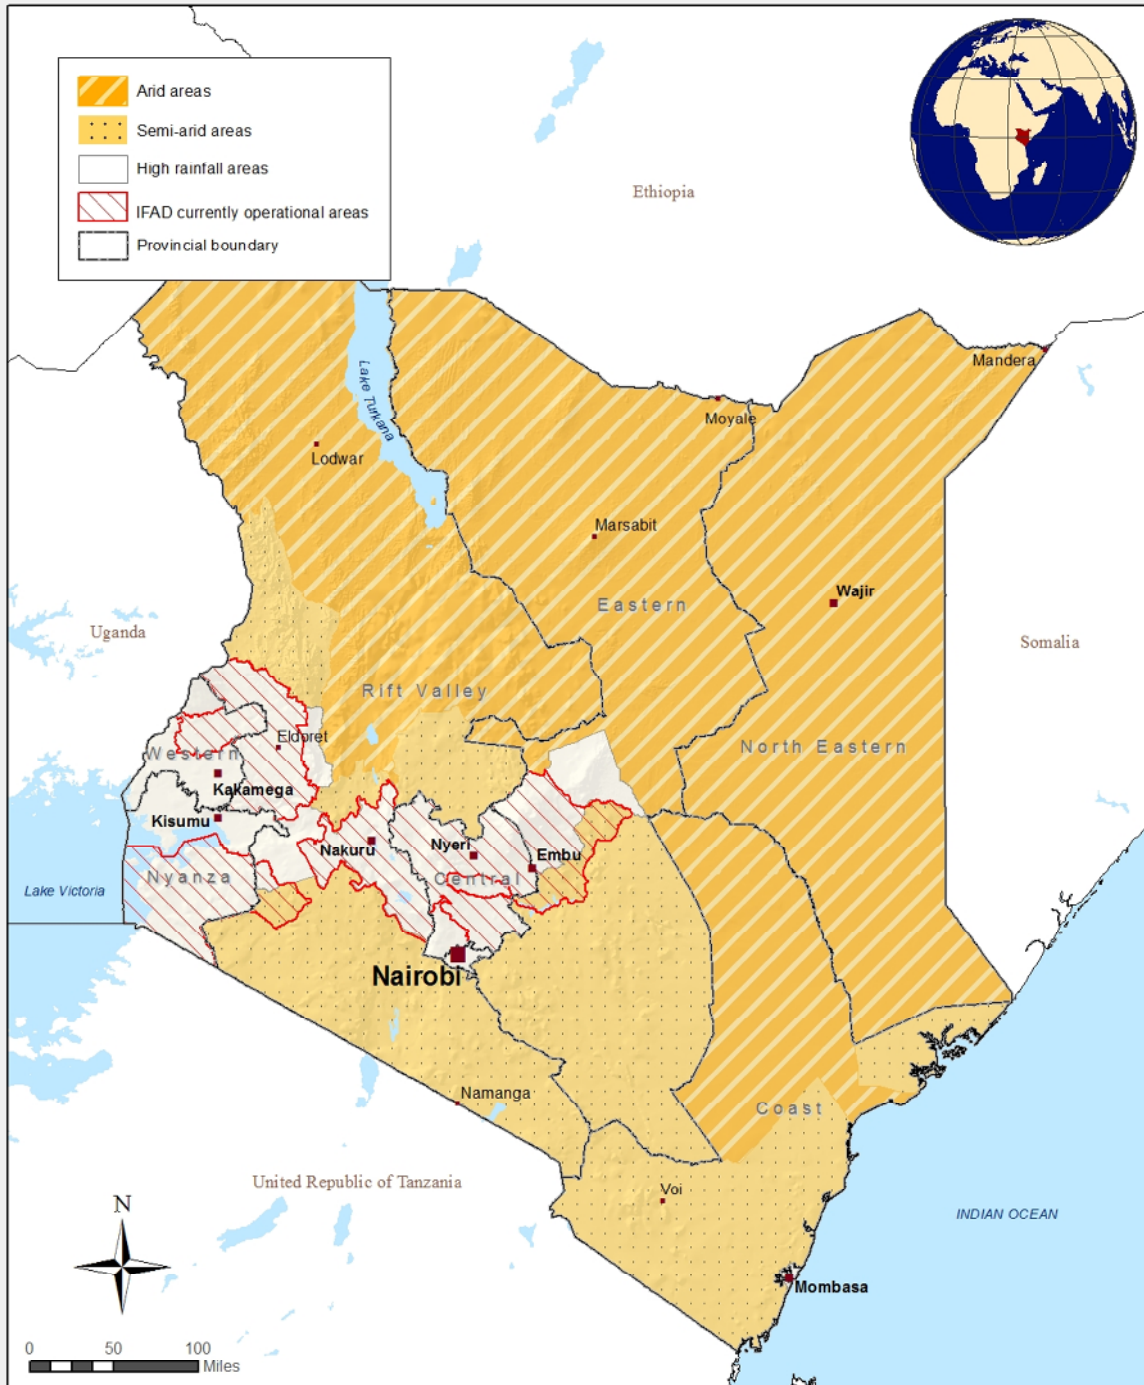 Arid areas
Semi-arid areas
High rainfall areas
IFAD currently operational areas
Provincial boundary
Ethiopia
Mandera
Lake Turkana
Moyale
Lodwar
Marsabit
Wajir
Eastern
Uganda
Somalia
Rift Valley
Eldoret
North Eastern
Western
Kakamega
Kisumu
Nakuru
Nyeri
Embu
Nyanza
Central
Lake Victoria
Nairobi
Namanga
Coast
United Republic of Tanzania
Voi
N
INDIAN OCEAN
Mombasa
0 50 100
Miles